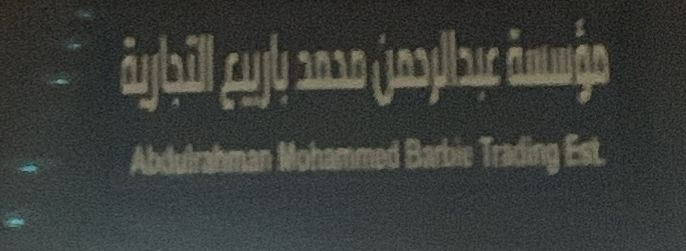 مؤسسة عبدالرحمن محمد باربيع التجارية
Abdulrahman Mohammed Barbie Trading Est.